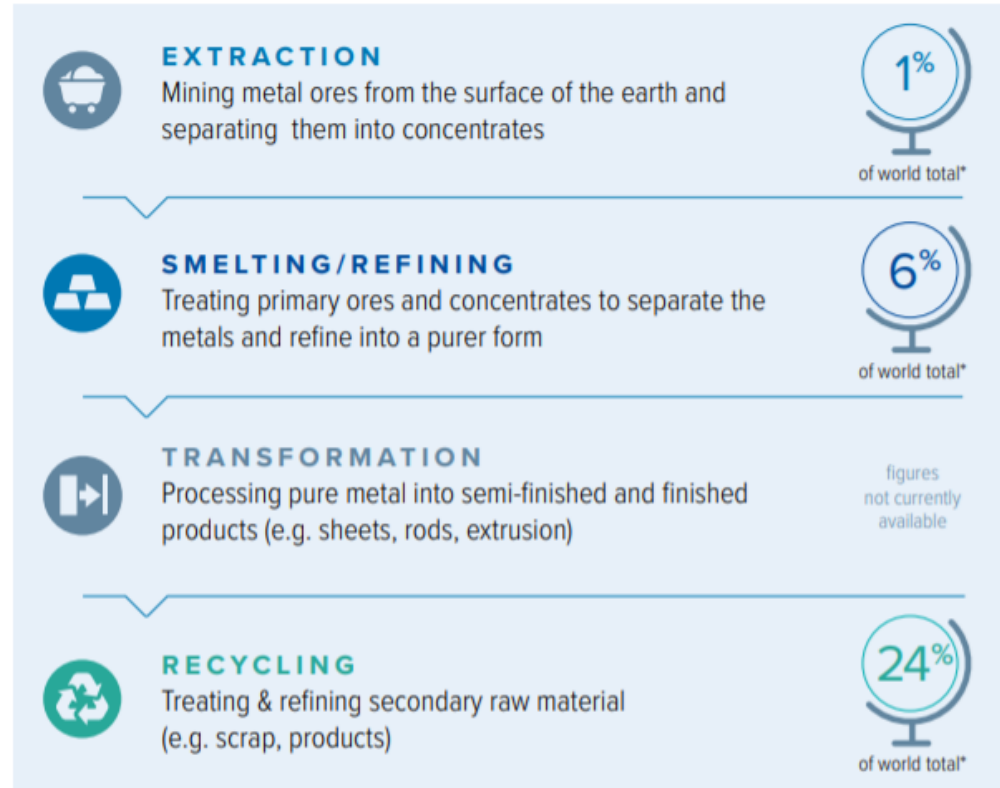 EXTRACTION
Mining metal ores from the surface of the earth and
separating them into concentrates
1%
of world total*
SMELTING/REFINING
Treating primary ores and concentrates to separate the
metals and refine into a purer form
6%
of world total*
TRANSFORMATION
Processing pure metal into semi-finished and finished
products (e.g. sheets, rods, extrusion)
figures
not currently
available
RECYCLING
Treating & refining secondary raw material
(e.g. scrap, products)
24%
of world total*